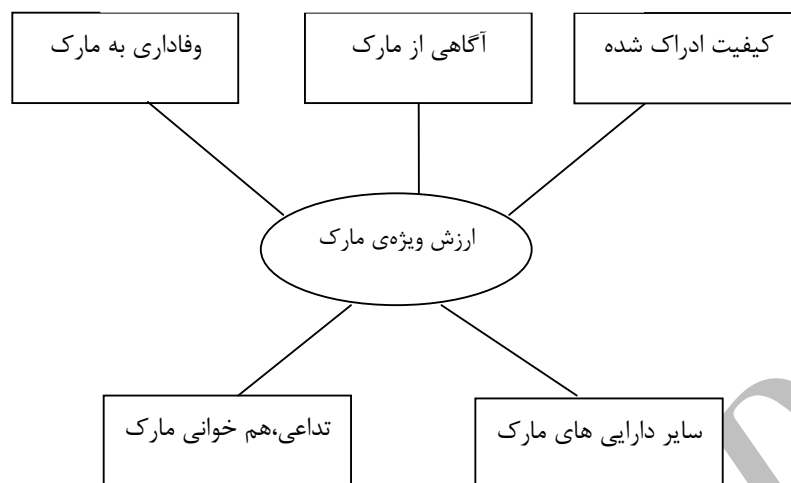 کیفیت ادراک شده
آگاهی از مارک
وفاداری به مارک
ارزش ویژه‌ی مارک
سایر دارایی های مارک
تداعی،هم خوانی مارک